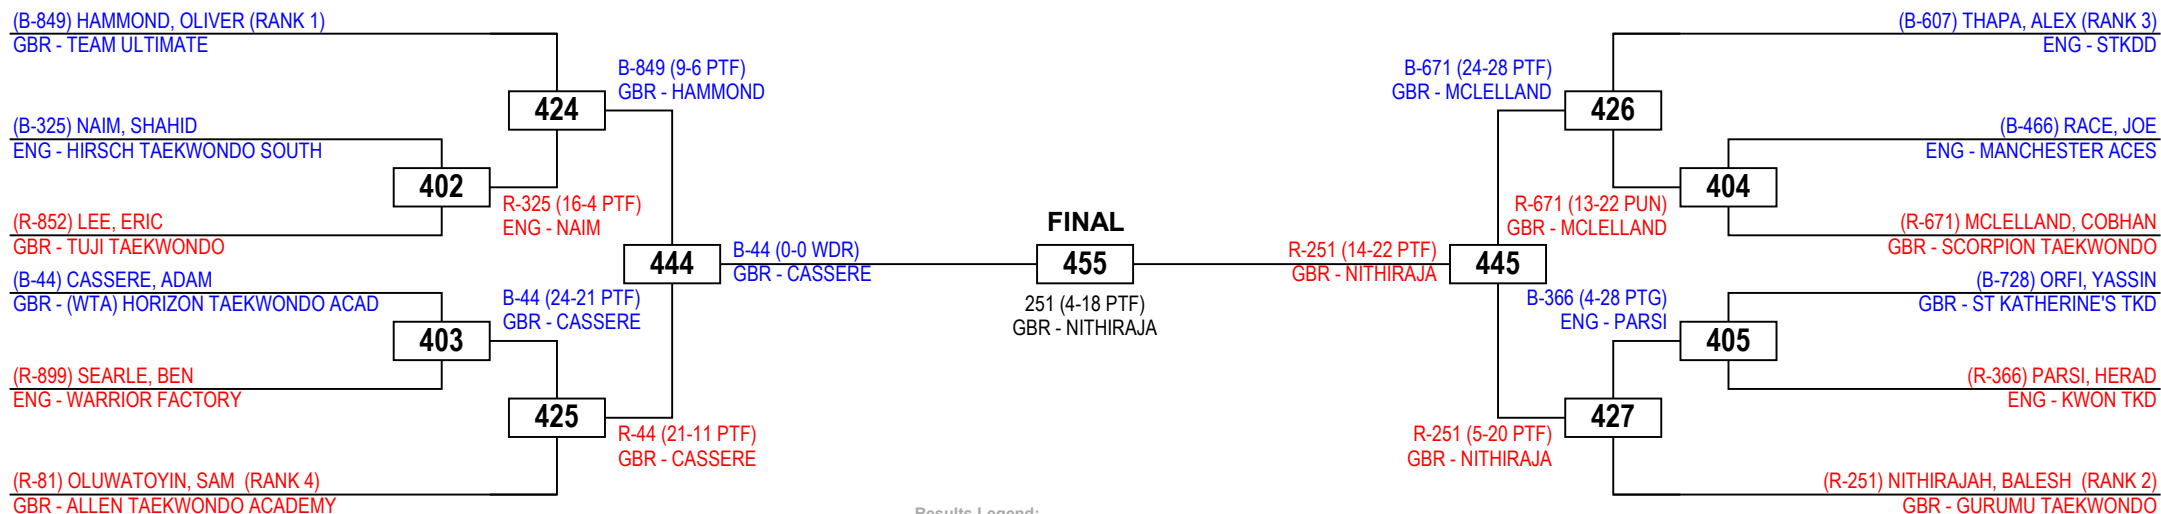 (B-849) HAMMOND, OLIVER (RANK 1)
GBR - TEAM ULTIMATE
B-849 (9-6 PTF)
GBR - HAMMOND
424
(B-325) NAIM, SHAHID
ENG - HIRSCH TAEKWONDO SOUTH
402
R-325 (16-4 PTF)
ENG - NAIM
(R-852) LEE, ERIC
GBR - TUJI TAEKWONDO
444
B-44 (0-0 WDR)
GBR - CASSERE
(B-44) CASSERE, ADAM
GBR - (WTA) HORIZON TAEKWONDO ACAD
B-44 (24-21 PTF)
GBR - CASSERE
403
(R-899) SEARLE, BEN
ENG - WARRIOR FACTORY
425
R-44 (21-11 PTF)
GBR - CASSERE
(R-81) OLUWATOYIN, SAM (RANK 4)
GBR - ALLEN TAEKWONDO ACADEMY
FINAL
455
251 (4-18 PTF)
GBR - NITHIRAJA
Results Legend:
(B-607) THAPA, ALEX (RANK 3)
ENG - STKDD
B-671 (24-28 PTF)
GBR - MCLELLAND
426
(B-466) RACE, JOE
ENG - MANCHESTER ACES
404
R-671 (13-22 PUN)
GBR - MCLELLAND
(R-671) MCLELLAND, COBHAN
GBR - SCORPION TAEKWONDO
R-251 (14-22 PTF)
GBR - NITHIRAJA
445
(B-728) ORFI, YASSIN
GBR - ST KATHERINE'S TKD
B-366 (4-28 PTG)
ENG - PARSI
405
(R-366) PARSI, HERAD
ENG - KWON TKD
427
R-251 (5-20 PTF)
GBR - NITHIRAJA
(R-251) NITHIRAJAH, BALESH (RANK 2)
GBR - GURUMU TAEKWONDO